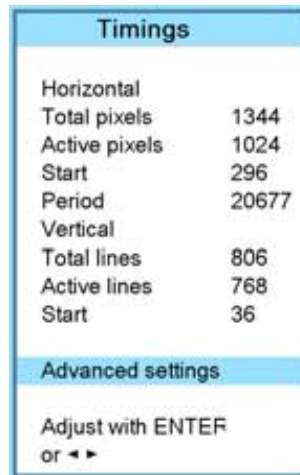 Timings
Horizontal
Total pixels 1344
Active pixels 1024
Start 296
Period 20677
Vertical
Total lines 806
Active lines 768
Start 36
Advanced settings
Adjust with ENTER
or ◄ ►